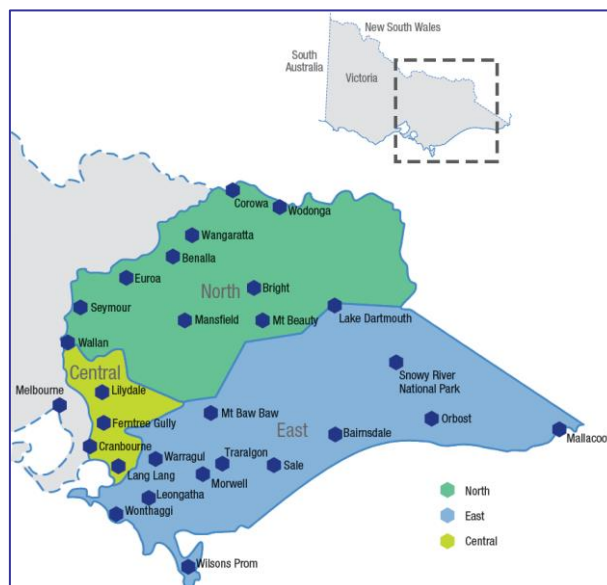 New South Wales
South
Australia
Victoria
Corowa
Wodonga
Wangaratta
Benalla
Euroa
Bright
North
Seymour
Mansfield
Mt Beauty
Lake Dartmouth
Wallan
Central
Melbourne
Lilydale
Snowy River
National Park
Ferntree Gully
Mt Baw Baw
East
Orbost
Bairnsdale
Mallacoo
Cranbourne
Warragul
Traralgon
Sale
Lang Lang
Morwell
Leongatha
Wonthaggi
Wilsons Prom
North
East
Central